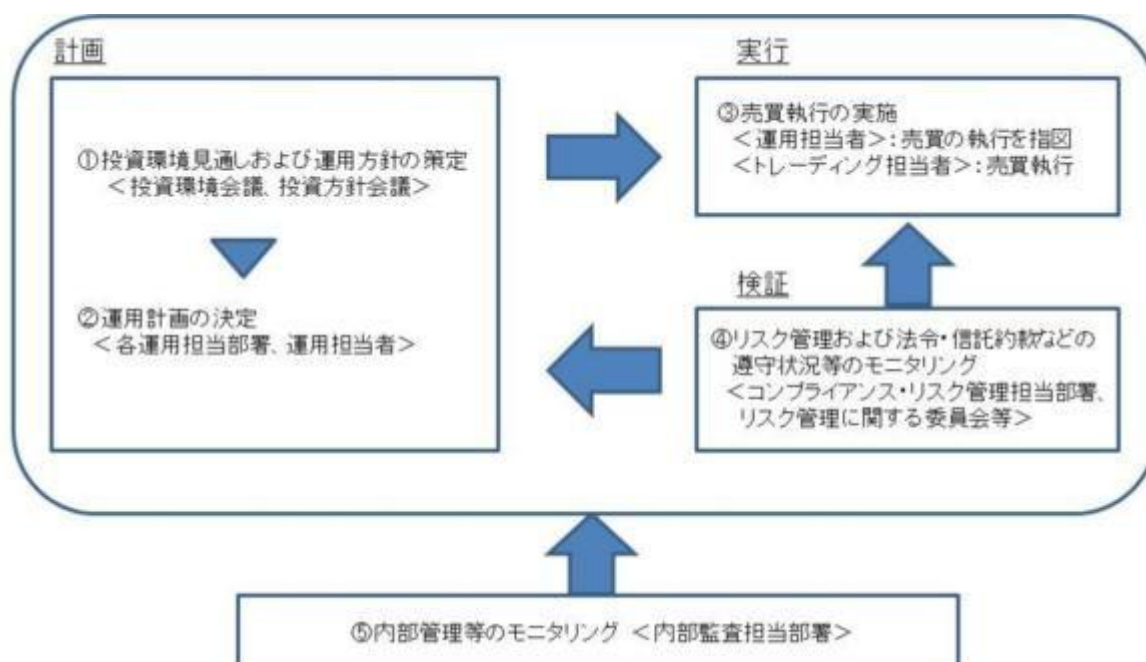 計画
①投資環境見通しおよび運用方針の策定
＜投資環境会議、投資方針会議＞
②運用計画の決定
＜各運用担当部署、運用担当者＞
実行
③売買執行の実施
＜運用担当者＞：売買の執行を指図
＜トレーディング担当者＞：売買執行
検証
④リスク管理および法令・信託約款などの
遵守状況等のモニタリング
＜コンプライアンス・リスク管理担当部署、
リスク管理に関する委員会等＞
⑤内部管理等のモニタリング ＜内部監査担当部署＞